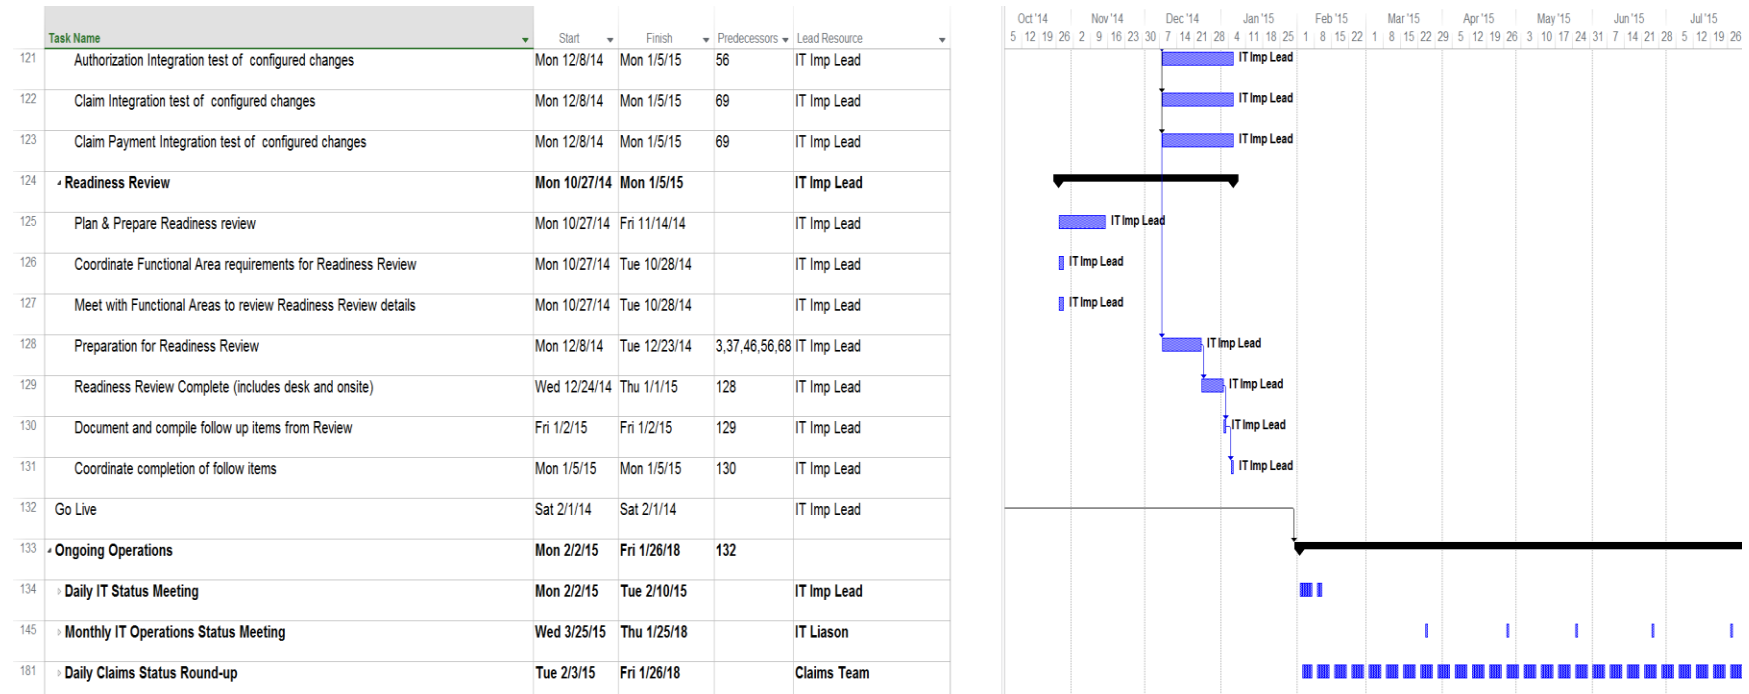 Oct '14 Nov '14 Dec '14 Jan '15 Feb '15 Mar '15 Apr '15 May '15 Jun '15 Jul '15
Task Name Start Finish Predecessors Lead Resource 5 12 19 26 2 9 16 23 30 7 14 21 28 4 11 18 25 1 8 15 22 1 8 15 22 29 5 12 19 26 3 10 17 24 31 7 14 21 28 5 12 19 26
121 Authorization Integration test of configured changes Mon 12/8/14 Mon 1/5/15 56 IT Imp Lead IT Imp Lead
122 Claim Integration test of configured changes Mon 12/8/14 Mon 1/5/15 69 IT Imp Lead IT Imp Lead
123 Claim Payment Integration test of configured changes Mon 12/8/14 Mon 1/5/15 69 IT Imp Lead IT Imp Lead
124 Readiness Review Mon 10/27/14 Mon 1/5/15 IT Imp Lead
125 Plan & Prepare Readiness review Mon 10/27/14 Fri 11/14/14 IT Imp Lead IT Imp Lead
126 Coordinate Functional Area requirements for Readiness Review Mon 10/27/14 Tue 10/28/14 IT Imp Lead IT Imp Lead
127 Meet with Functional Areas to review Readiness Review details Mon 10/27/14 Tue 10/28/14 IT Imp Lead IT Imp Lead
128 Preparation for Readiness Review Mon 12/8/14 Tue 12/23/14 3,37,46,56,68 IT Imp Lead IT Imp Lead
129 Readiness Review Complete (includes desk and onsite) Wed 12/24/14 Thu 1/1/15 128 IT Imp Lead IT Imp Lead
130 Document and compile follow up items from Review Fri 1/2/15 Fri 1/2/15 129 IT Imp Lead IT Imp Lead
131 Coordinate completion of follow items Mon 1/5/15 Mon 1/5/15 130 IT Imp Lead IT Imp Lead
132 Go Live Sat 2/1/14 Sat 2/1/14 IT Imp Lead
133 Ongoing Operations Mon 2/2/15 Fri 1/26/18 132
134 Daily IT Status Meeting Mon 2/2/15 Tue 2/10/15 IT Imp Lead
145 Monthly IT Operations Status Meeting Wed 3/25/15 Thu 1/25/18 IT Liason
181 Daily Claims Status Round-up Tue 2/3/15 Fri 1/26/18 Claims Team